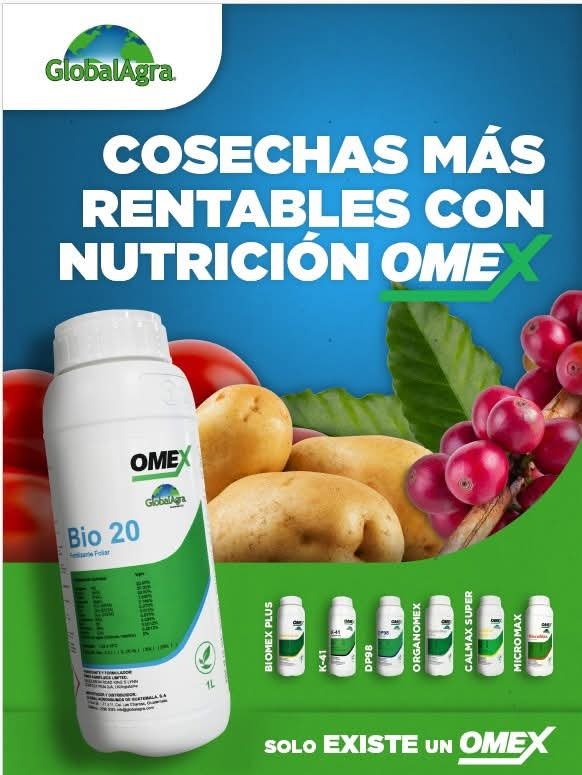 GlobalAgra
COSECHAS MÁS
RENTABLES CON
NUTRICIÓN OMEX
OMEX
GlobalAgra
Bio 20
Fertilizante Foliar
1L
BIOMEX PLUS
K-41
DP98
ORGANOMEX
CALMAX SUPER
MICROMAX
SOLO EXISTE UN OMEX